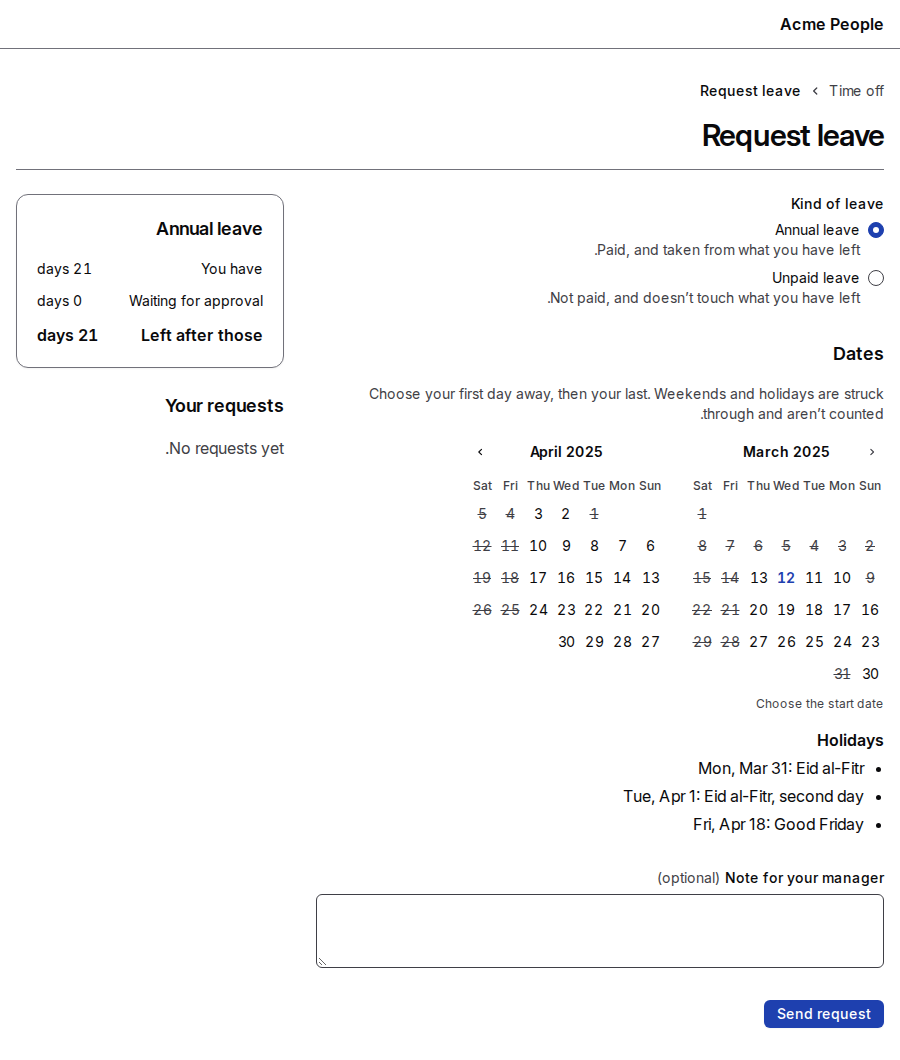 Acme People
Time off ‹ Request leave
Request leave
Kind of leave
Annual leave
.Paid, and taken from what you have left
Unpaid leave
.Not paid, and doesn’t touch what you have left
Dates
Choose your first day away, then your last. Weekends and holidays are struck
.through and aren’t counted
March 2025
Sun Mon Tue Wed Thu Fri Sat
1
2 3 4 5 6 7 8
9 10 11 12 13 14 15
16 17 18 19 20 21 22
23 24 25 26 27 28 29
30 31
April 2025
Sun Mon Tue Wed Thu Fri Sat
1 2 3 4 5
6 7 8 9 10 11 12
13 14 15 16 17 18 19
20 21 22 23 24 25 26
27 28 29 30
Choose the start date
Holidays
Mon, Mar 31: Eid al-Fitr
Tue, Apr 1: Eid al-Fitr, second day
Fri, Apr 18: Good Friday
Note for your manager (optional)
Send request
Annual leave
You have days 21
Waiting for approval days 0
Left after those days 21
Your requests
.No requests yet